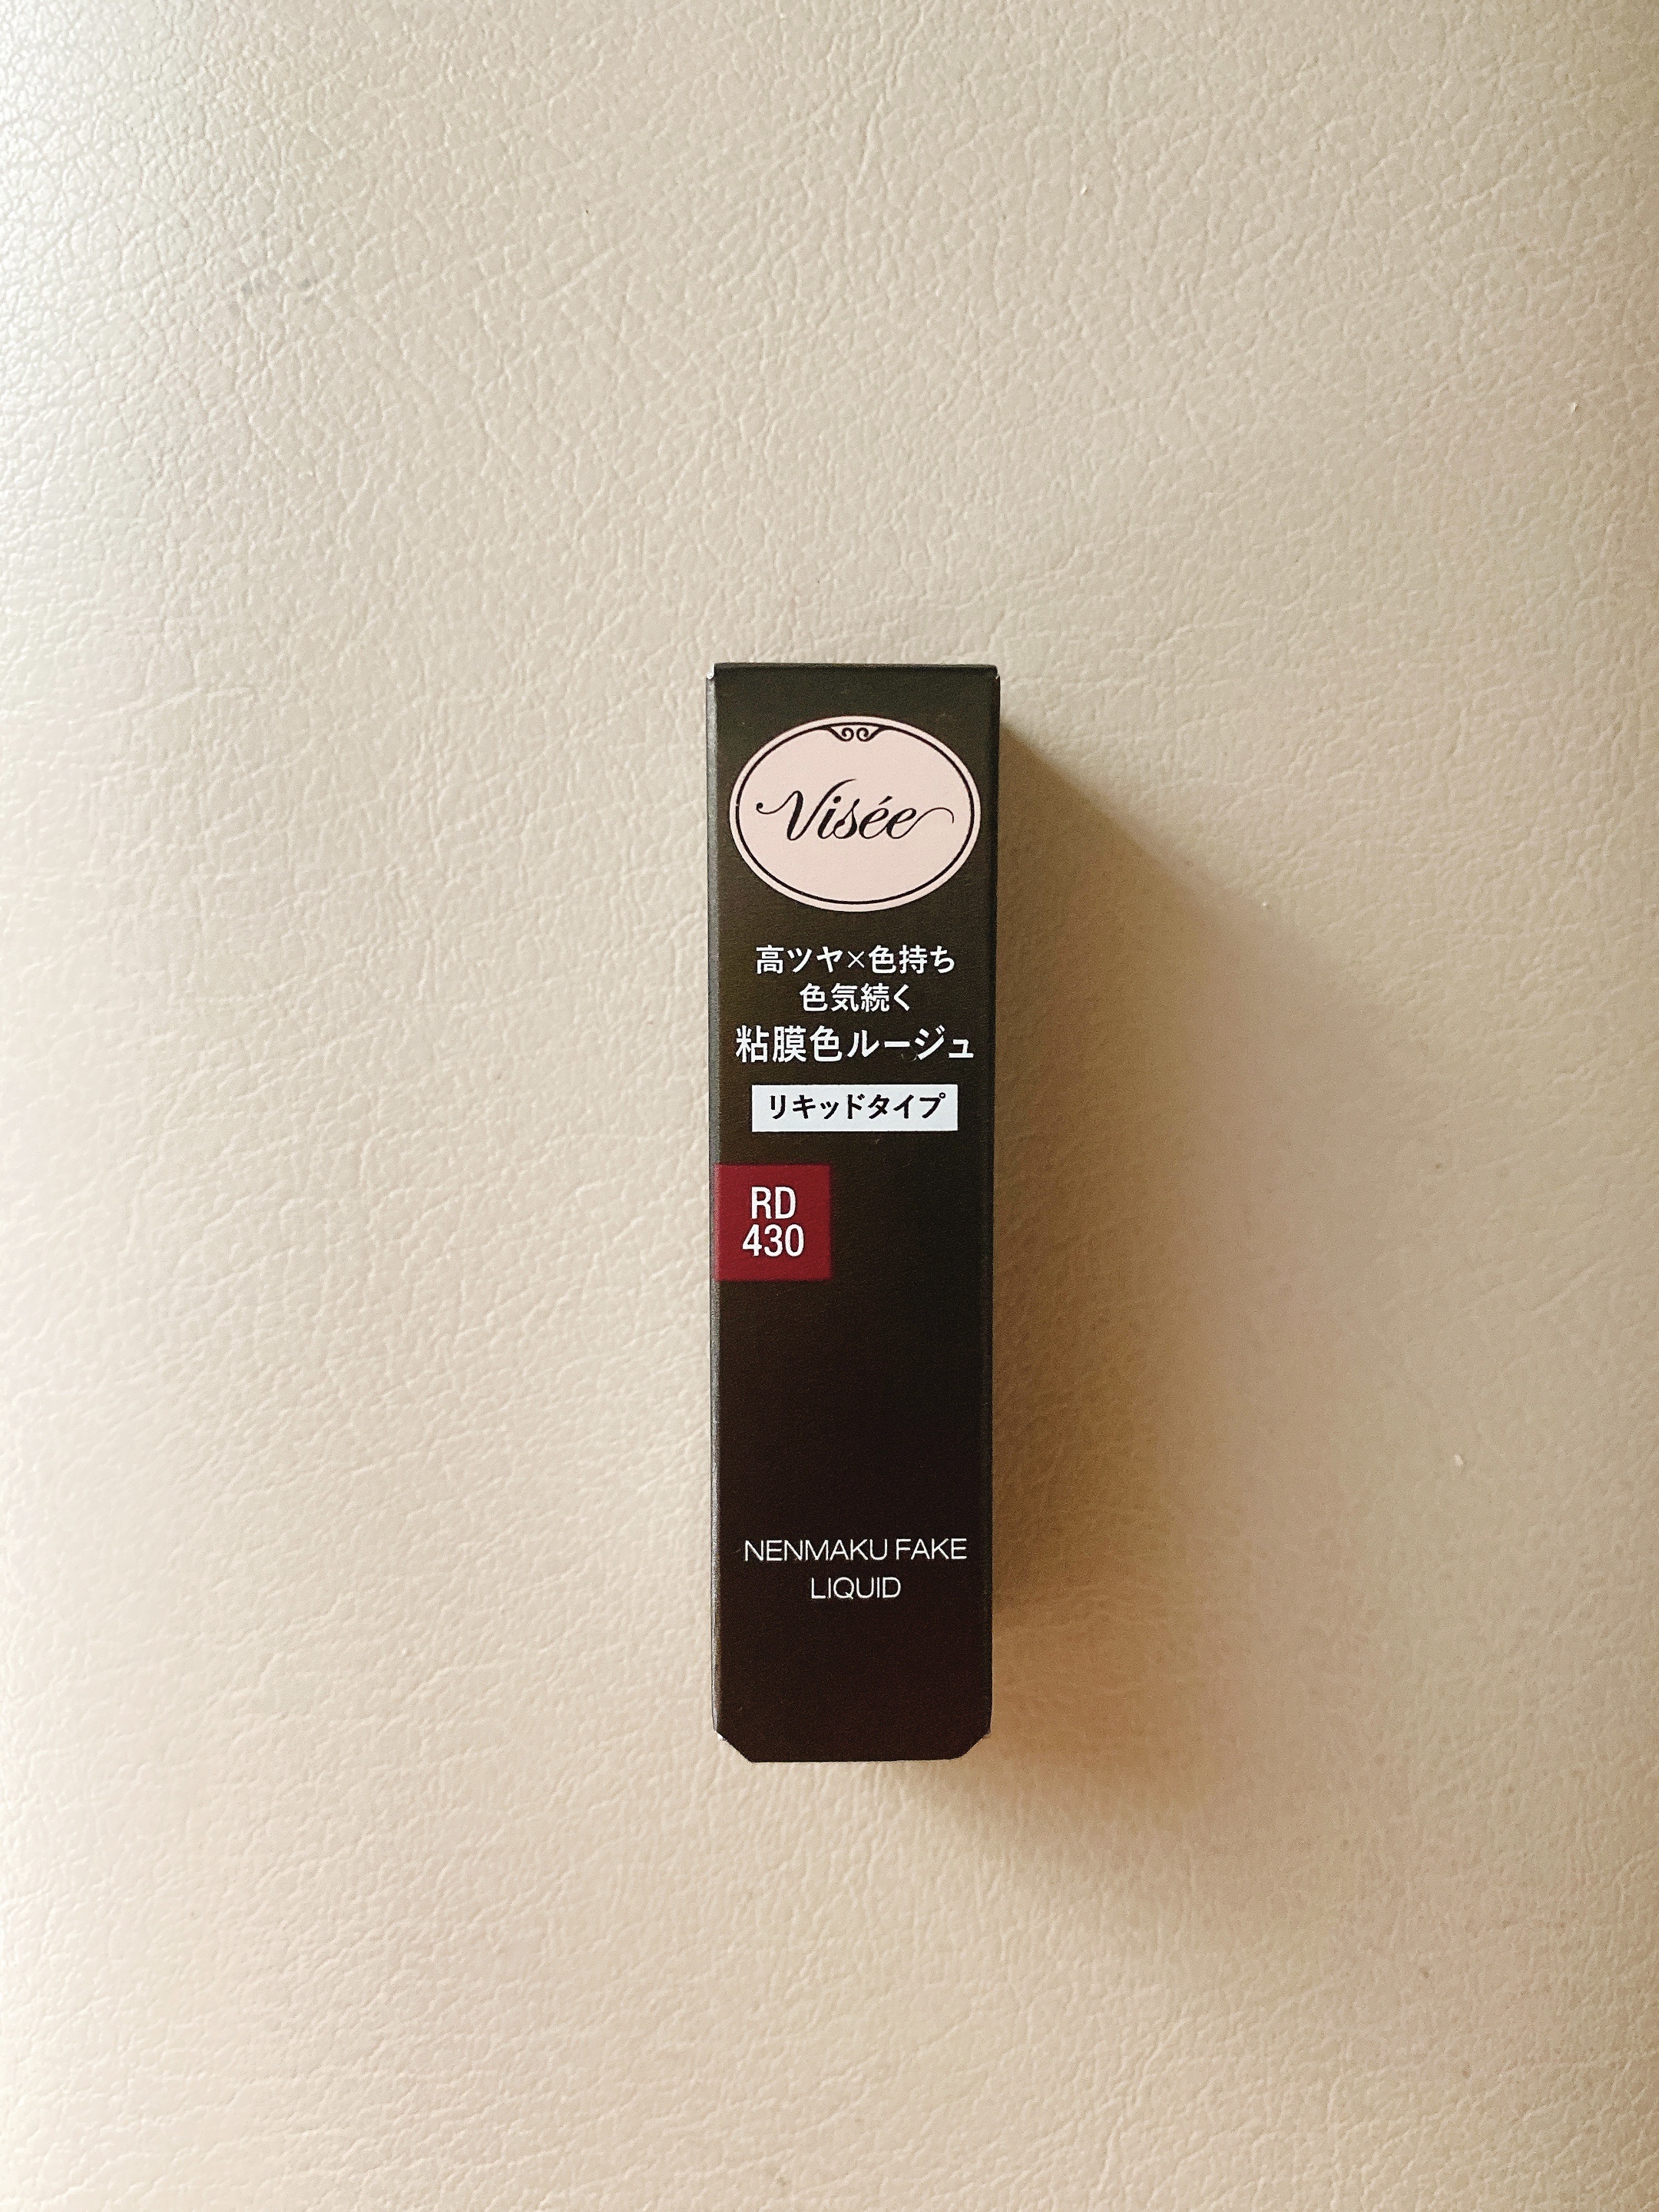 Visée
高ツヤ×色持ち
色気続く
粘膜色ルージュ
リキッドタイプ
RD
430
NENMAKU FAKE
LIQUID